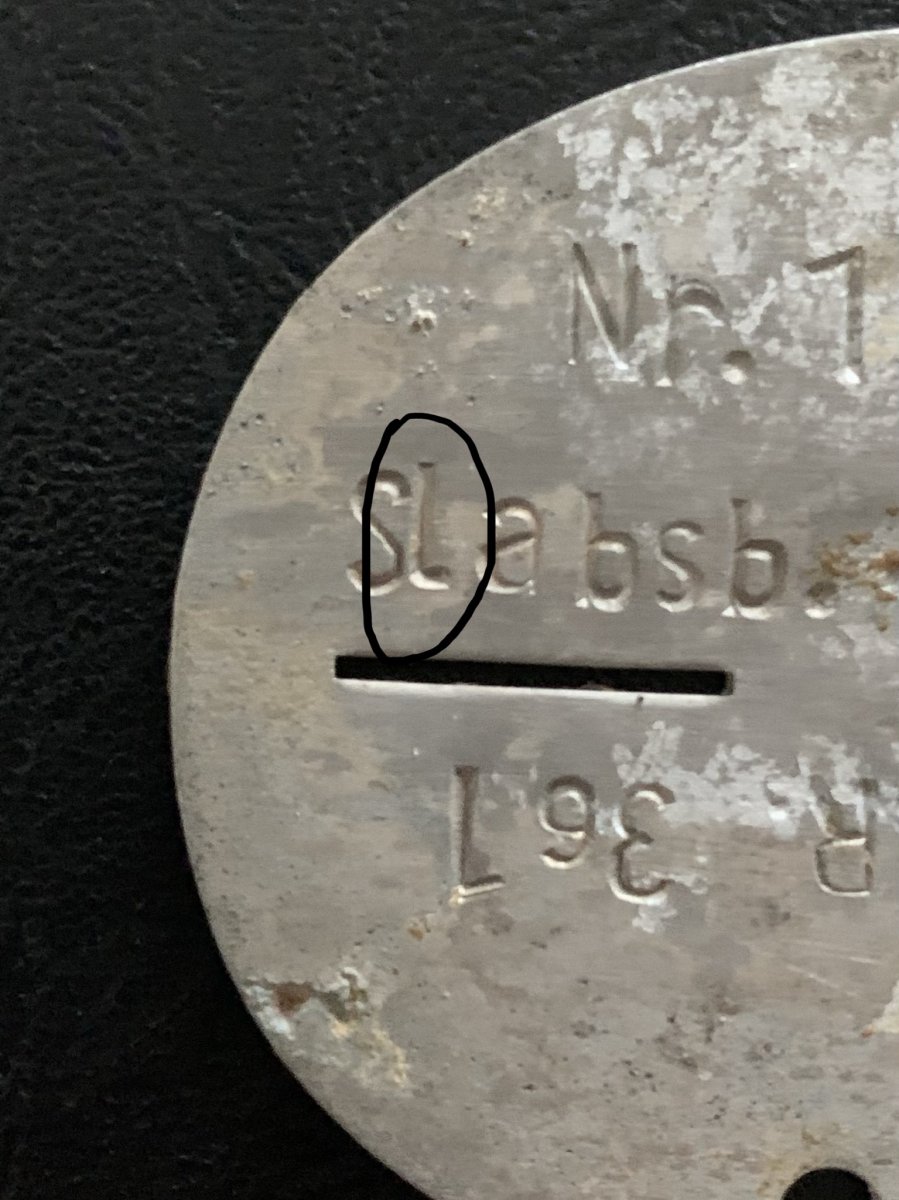 Nr. 1
Slabsb.
R. 361